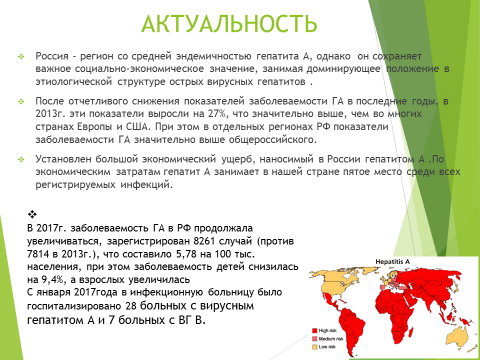 АКТУАЛЬНОСТЬ
Россия – регион со средней эндемичностью гепатита А, однако он сохраняет
важное социально-экономическое значение, занимая доминирующее положение в
этиологической структуре острых вирусных гепатитов .
После отчетливого снижения показателей заболеваемости ГА в последние годы, в
2013г. эти показатели выросли на 27%, что значительно выше, чем во многих
странах Европы и США. При этом в отдельных регионах РФ показатели
заболеваемости ГА значительно выше общероссийского.
Установлен большой экономический ущерб, наносимый в России гепатитом А .По
экономическим затратам гепатит А занимает в нашей стране пятое место среди всех
регистрируемых инфекций.
В 2017г. заболеваемость ГА в РФ продолжала
увеличиваться, зарегистрирован 8261 случай (против
7814 в 2013г.), что составило 5,78 на 100 тыс.
населения, при этом заболеваемость детей снизилась
на 9,4%, а взрослых увеличилась
С января 2017года в инфекционную больницу было
госпитализировано 28 больных с вирусным
гепатитом А и 7 больных с ВГ В.
Hepatitis A
High risk
Medium risk
Low risk